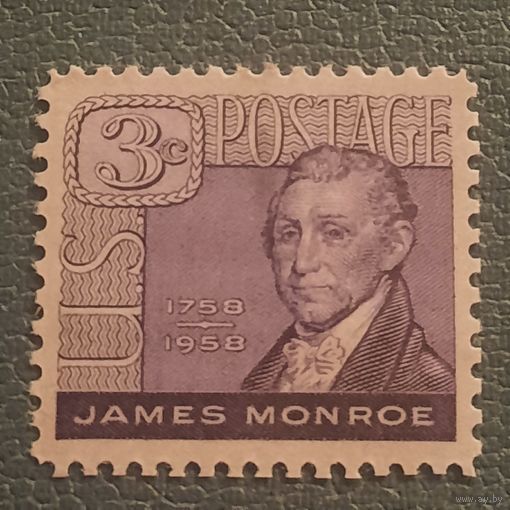 3c POSTAGE
U.S.
1758
1958
JAMES MONROE
www.ay.by